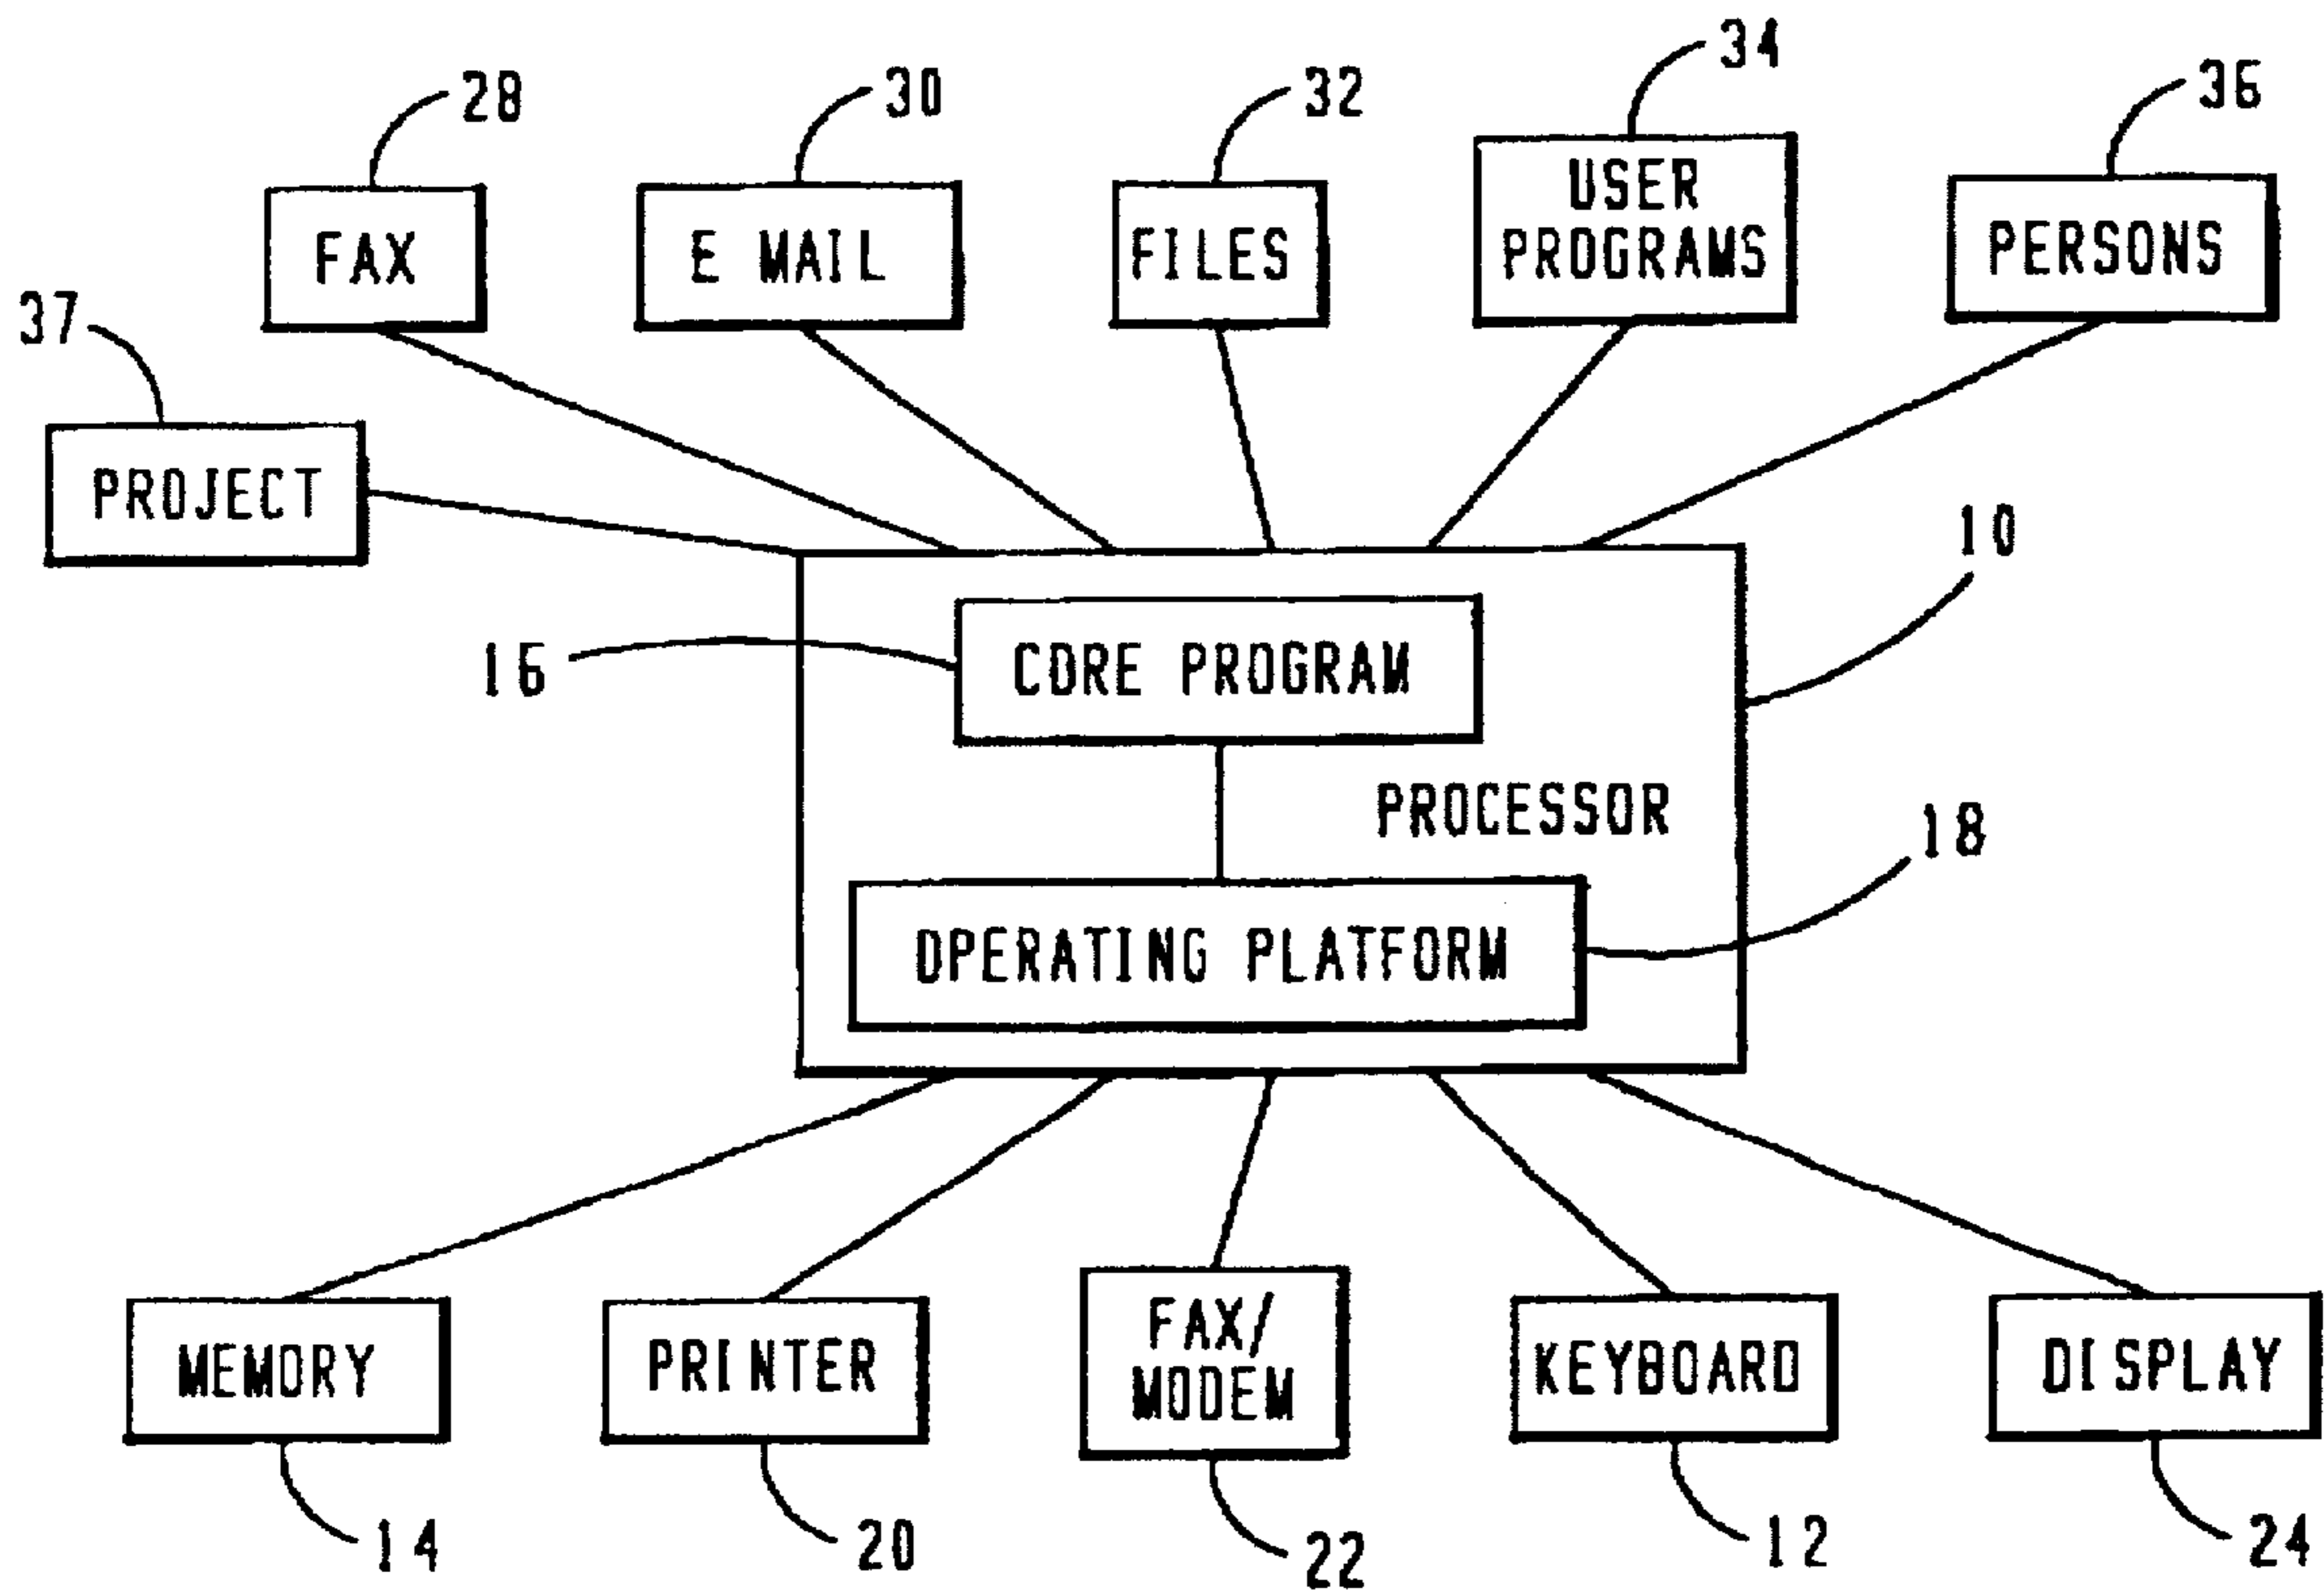 34
36
28
30
32
USER
PROGRAMS
FAX
E MAIL
FILES
PERSONS
37
PROJECT
10
16
CORE PROGRAM
PROCESSOR
18
OPERATING PLATFORM
MEMORY
PRINTER
FAX/
MODEM
KEYBOARD
DISPLAY
14
20
22
12
24